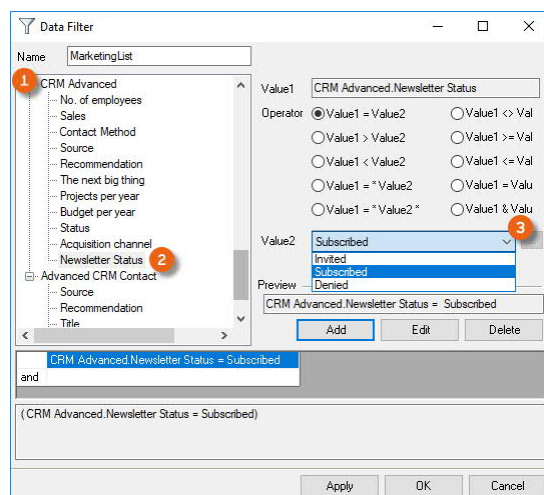 Data Filter
Name MarketingList
1 CRM Advanced
No. of employees
Sales
Contact Method
Source
Recommendation
The next big thing
Projects per year
Budget per year
Status
Acquisition channel
Newsletter Status 2
Advanced CRM Contact
Source
Recommendation
Title
Value1 CRM Advanced.Newsletter Status
Operator Value1 = Value2 Value1 <> Val
Value1 > Value2 Value1 >= Val
Value1 < Value2 Value1 <= Val
Value1 = * Value2 Value1 = Valu
Value1 = * Value2 * Value1 & Valu
3
Value2 Subscribed
Invited
Subscribed
Denied
Preview
CRM Advanced.Newsletter Status = Subscribed
Add Edit Delete
CRM Advanced.Newsletter Status = Subscribed
and
( CRM Advanced.Newsletter Status = Subscribed)
Apply OK Cancel